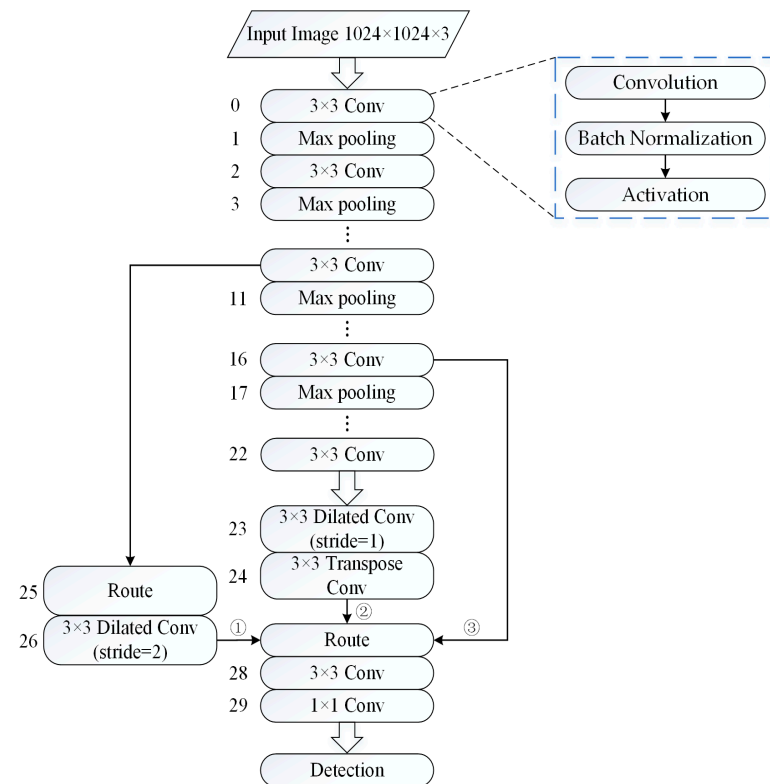 Input Image 1024×1024×3
0 3×3 Conv
1 Max pooling
2 3×3 Conv
3 Max pooling
⋮
3×3 Conv
11 Max pooling
⋮
16 3×3 Conv
17 Max pooling
⋮
22 3×3 Conv
23 3×3 Dilated Conv
(stride=1)
24 3×3 Transpose
Conv
25 Route
26 3×3 Dilated Conv
(stride=2)
①
②
③
Route
28 3×3 Conv
29 1×1 Conv
Detection
Convolution
Batch Normalization
Activation